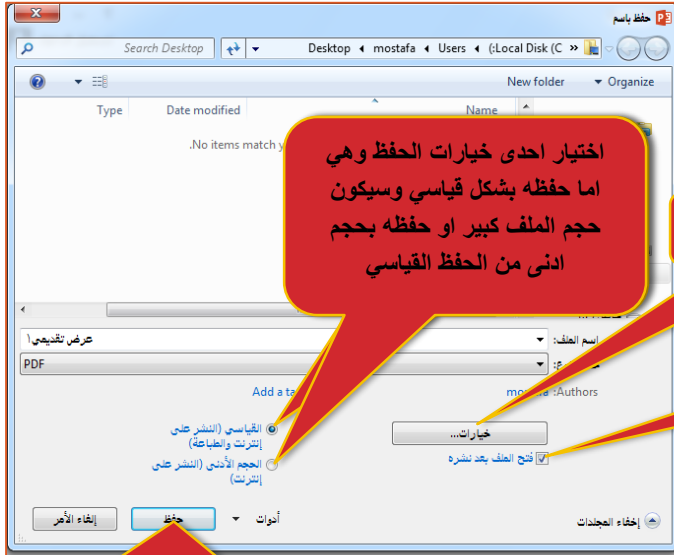 حفظ باسم
Desktop ◂ mostafa ◂ Users ◂ (:Local Disk (C »
Search Desktop
Organize
New folder
Name
Date modified
Type
.No items match
اختيار احدى خيارات الحفظ وهي
اما حفظه بشكل قياسي وسيكون
حجم الملف كبير او حفظه بحجم
ادنى من الحفظ القياسي
اسم الملف:
عرض تقديمي١
PDF
:Authors
Add a
القياسي (النشر على
إنترنت والطباعة)
الحجم الأدنى (النشر على
إنترنت)
خيارات...
فتح الملف بعد نشره
إخفاء المجلدات
أدوات
حفظ
إلغاء الأمر